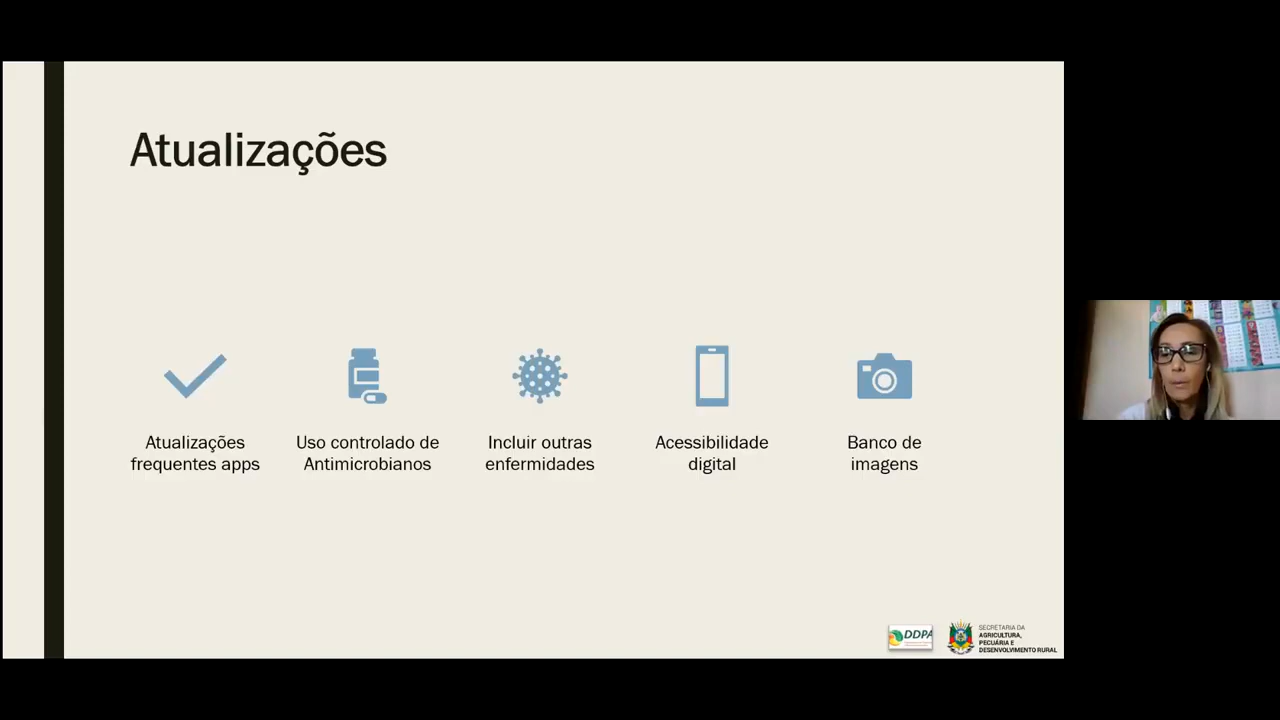 Atualizações
Atualizações
frequentes apps
Uso controlado de
Antimicrobianos
Incluir outras
enfermidades
Acessibilidade
digital
Banco de
imagens
DDPA
SECRETARIA DA
AGRICULTURA,
PECUÁRIA E
DESENVOLVIMENTO RURAL